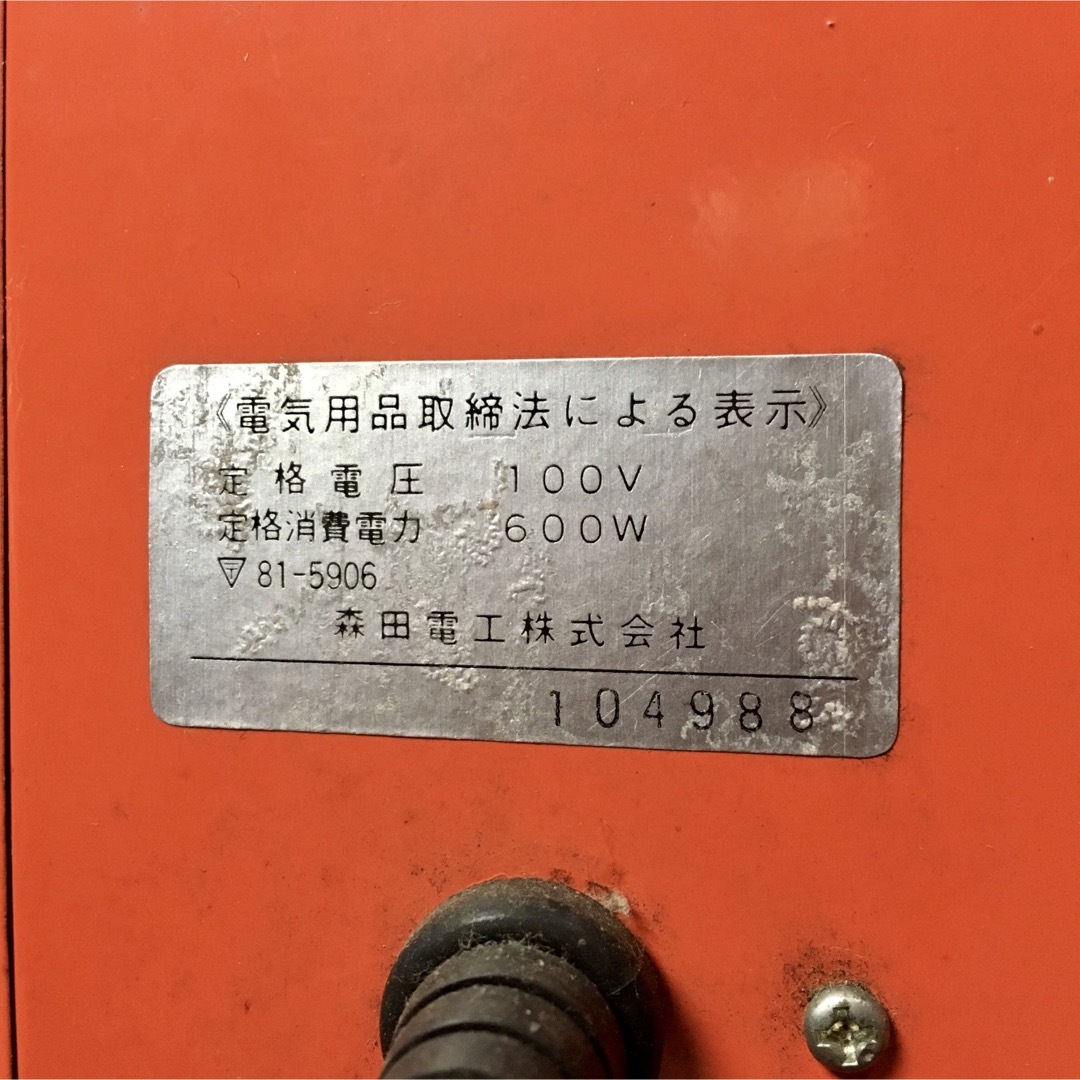 《電気用品取締法による表示》
定格電圧 100V
定格消費電力 600W
81-5906
森田電工株式会社
104988